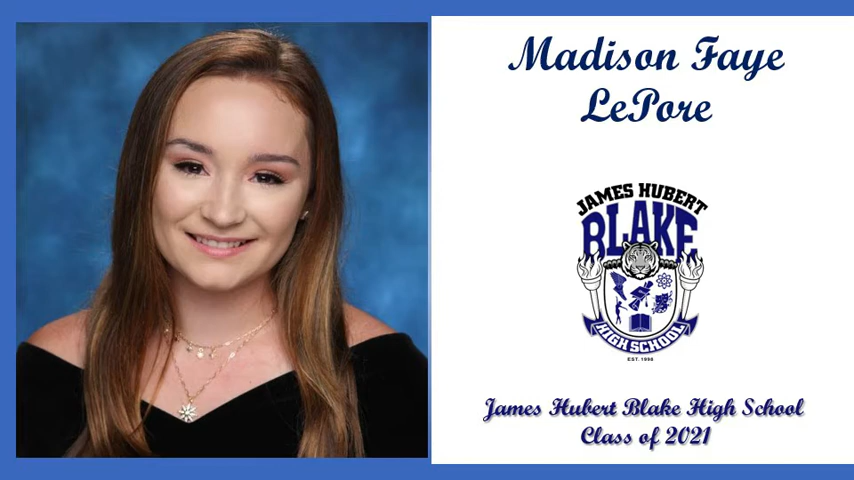 Madison Faye
LePore
JAMES HUBERT
BLAKE
HIGH SCHOOL
EST. 1998
James Hubert Blake High School
Class of 2021